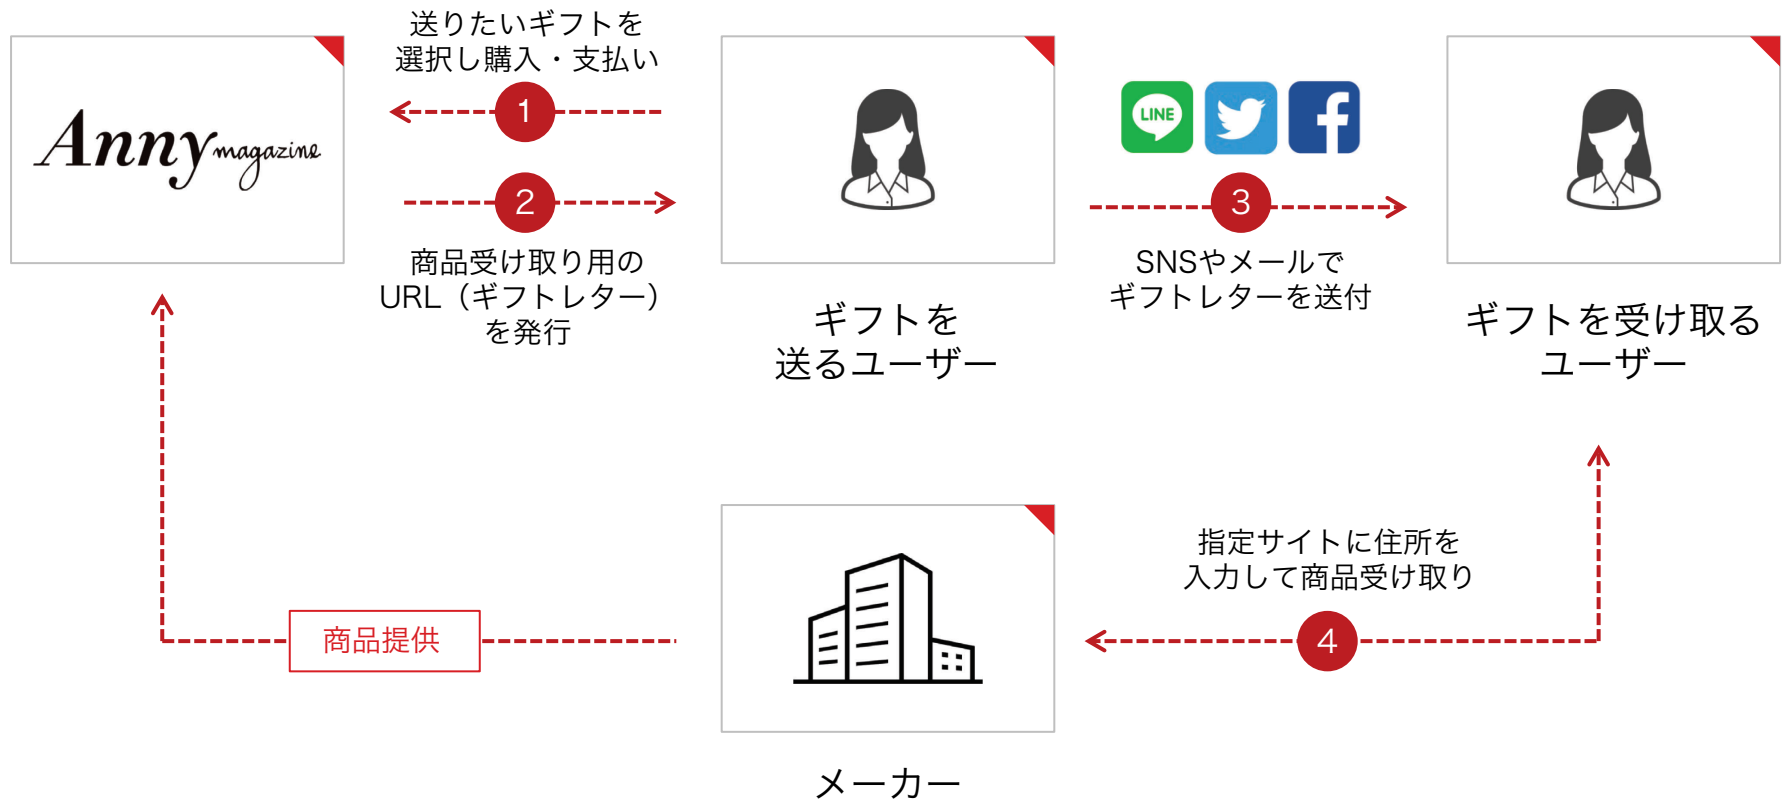 送りたいギフトを
選択し購入・支払い
1
Anny magazine
2
商品受け取り用の
URL（ギフトレター）
を発行
ギフトを
送るユーザー
LINE
3
SNSやメールで
ギフトレターを送付
ギフトを受け取る
ユーザー
指定サイトに住所を
入力して商品受け取り
4
商品提供
メーカー